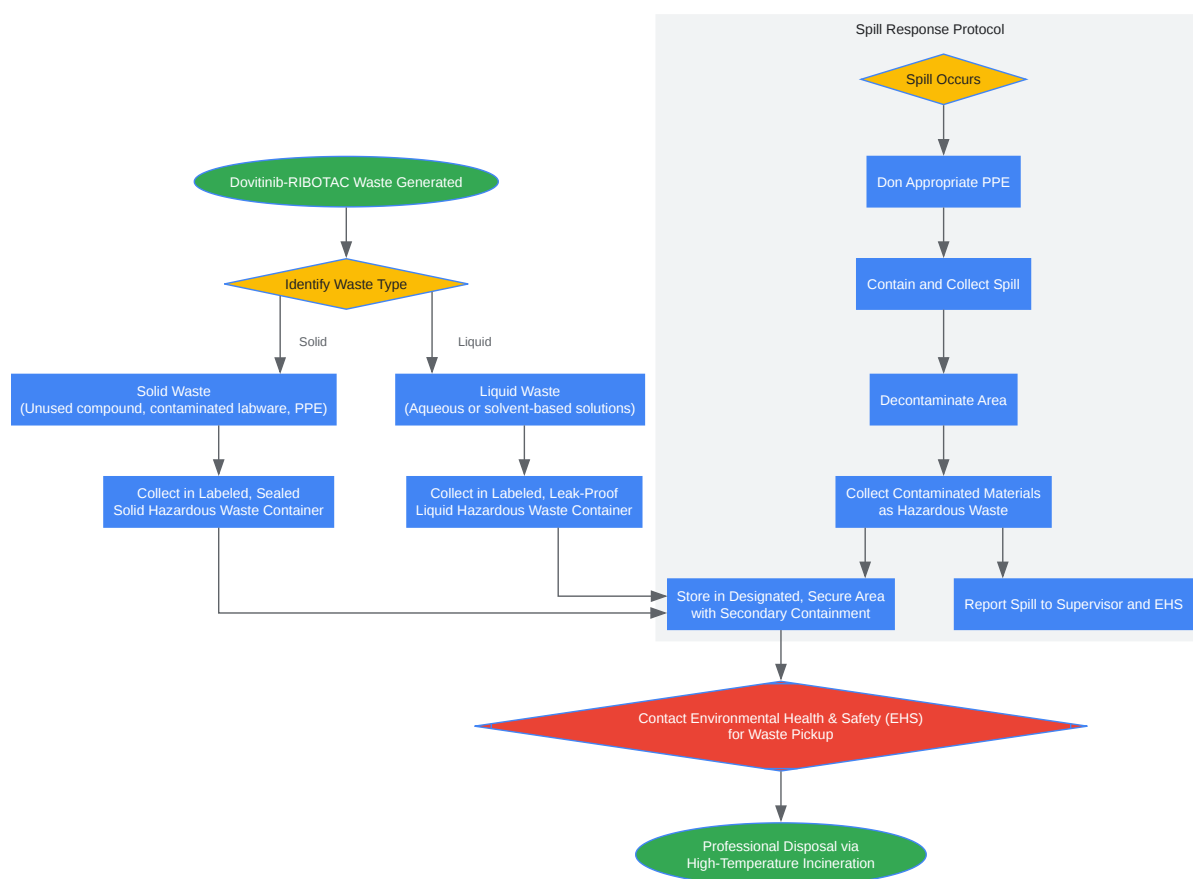 Spill Response Protocol
Spill Occurs
Dovitinib-RIBOTAC Waste Generated
Don Appropriate PPE
Identify Waste Type
Contain and Collect Spill
Solid
Liquid
Solid Waste
(Unused compound, contaminated labware, PPE)
Liquid Waste
(Aqueous or solvent-based solutions)
Decontaminate Area
Collect in Labeled, Sealed
Solid Hazardous Waste Container
Collect in Labeled, Leak-Proof
Liquid Hazardous Waste Container
Collect Contaminated Materials
as Hazardous Waste
Store in Designated, Secure Area
with Secondary Containment
Report Spill to Supervisor and EHS
Contact Environmental Health & Safety (EHS)
for Waste Pickup
Professional Disposal via
High-Temperature Incineration